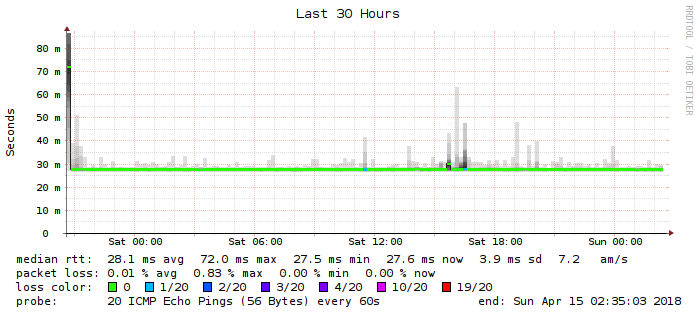 Last 30 Hours
RRDTOOL / TOBI OETIKER
Seconds
80 m
70 m
60 m
50 m
40 m
30 m
20 m
10 m
0
Sat 00:00 Sat 06:00 Sat 12:00 Sat 18:00 Sun 00:00
median rtt: 28.1 ms avg 72.0 ms max 27.5 ms min 27.6 ms now 3.9 ms sd 7.2 am/s
packet loss: 0.01 % avg 0.83 % max 0.00 % min 0.00 % now
loss color: 0 1/20 2/20 3/20 4/20 10/20 19/20
probe: 20 ICMP Echo Pings (56 Bytes) every 60s end: Sun Apr 15 02:35:03 2018